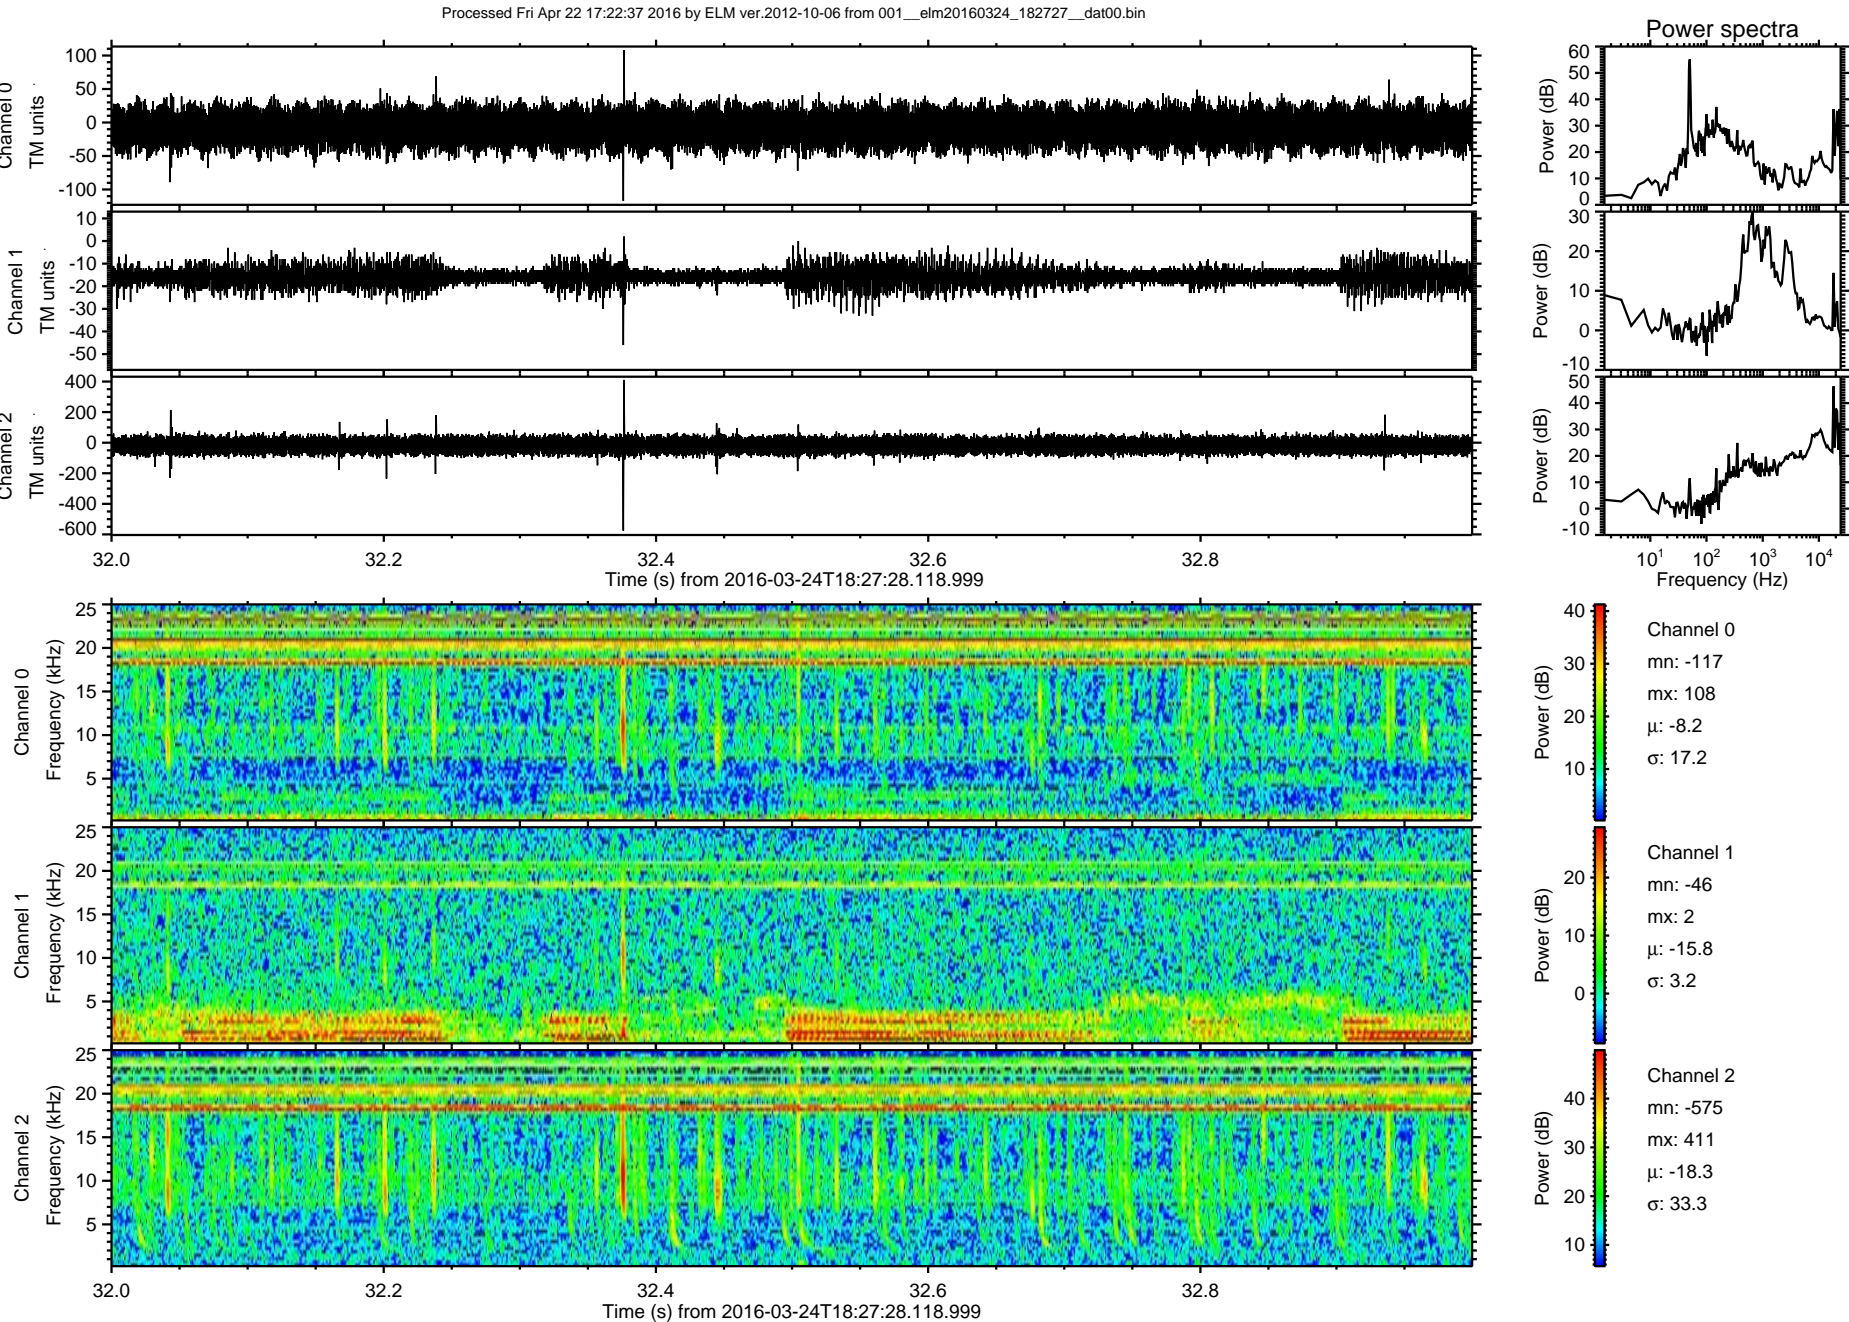 Processed Fri Apr 22 17:22:37 2016 by ELM ver.2012-10-06 from 001__elm20160324_182727__dat00.bin
Power spectra
Channel 0
TM units
100
50
0
-50
-100
Power (dB)
60
50
40
30
20
10
0
Channel 1
TM units
10
0
-10
-20
-30
-40
-50
Power (dB)
30
20
10
0
-10
Channel 2
TM units
400
200
0
-200
-400
-600
Power (dB)
50
40
30
20
10
0
-10
32.0 32.2 32.4 32.6 32.8
Time (s) from 2016-03-24T18:27:28.118.999
10¹ 10² 10³ 10⁴
Frequency (Hz)
Channel 0
Frequency (kHz)
25
20
15
10
5
Power (dB)
40
30
20
10
Channel 0
mn: -117
mx: 108
μ: -8.2
σ: 17.2
Channel 1
Frequency (kHz)
25
20
15
10
5
Power (dB)
20
10
0
Channel 1
mn: -46
mx: 2
μ: -15.8
σ: 3.2
Channel 2
Frequency (kHz)
25
20
15
10
5
Power (dB)
40
30
20
10
Channel 2
mn: -575
mx: 411
μ: -18.3
σ: 33.3
32.0 32.2 32.4 32.6 32.8
Time (s) from 2016-03-24T18:27:28.118.999